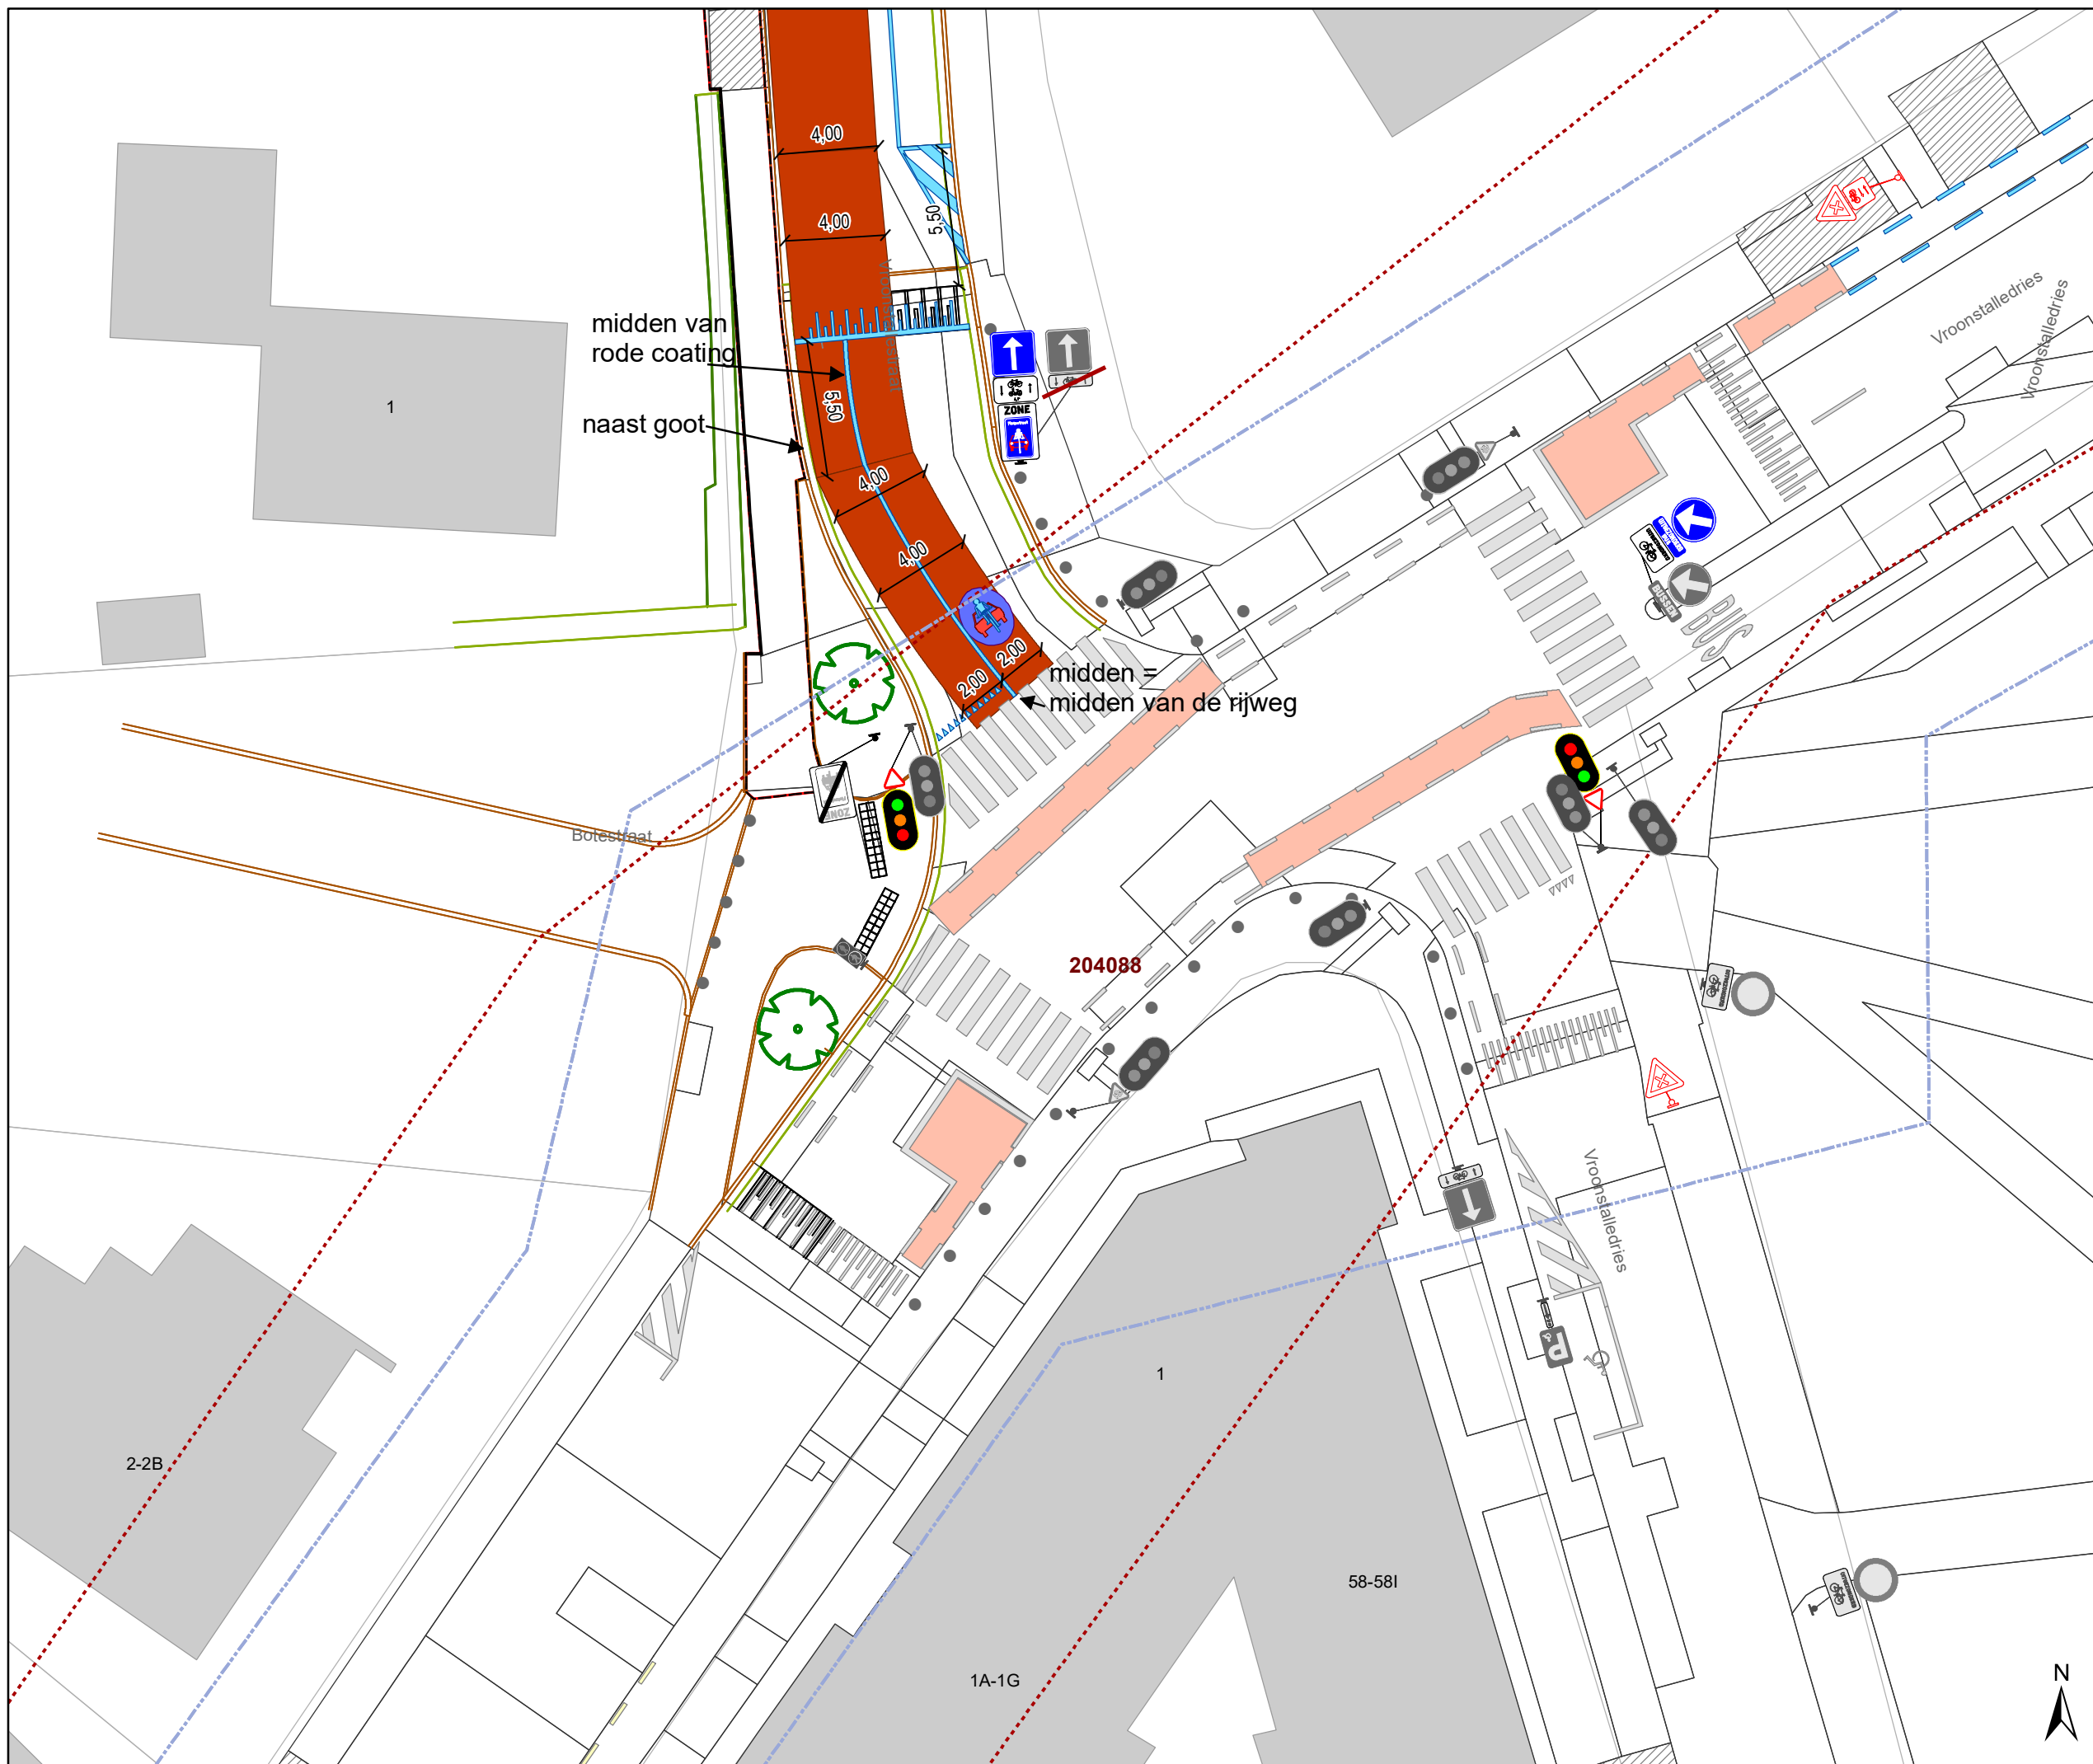 4,00
4,00
5,50
midden van
rode coating
naast goot
5,50
ZONE
4,00
4,00
2,00
2,00
midden =
midden van de rijweg
1
Vroonstalledries
Vroonstalledries
BUS
BUSSEN
ZONE
Botestraat
204088
Vroonstalledries
P
1
2-2B
58-58I
1A-1G
N